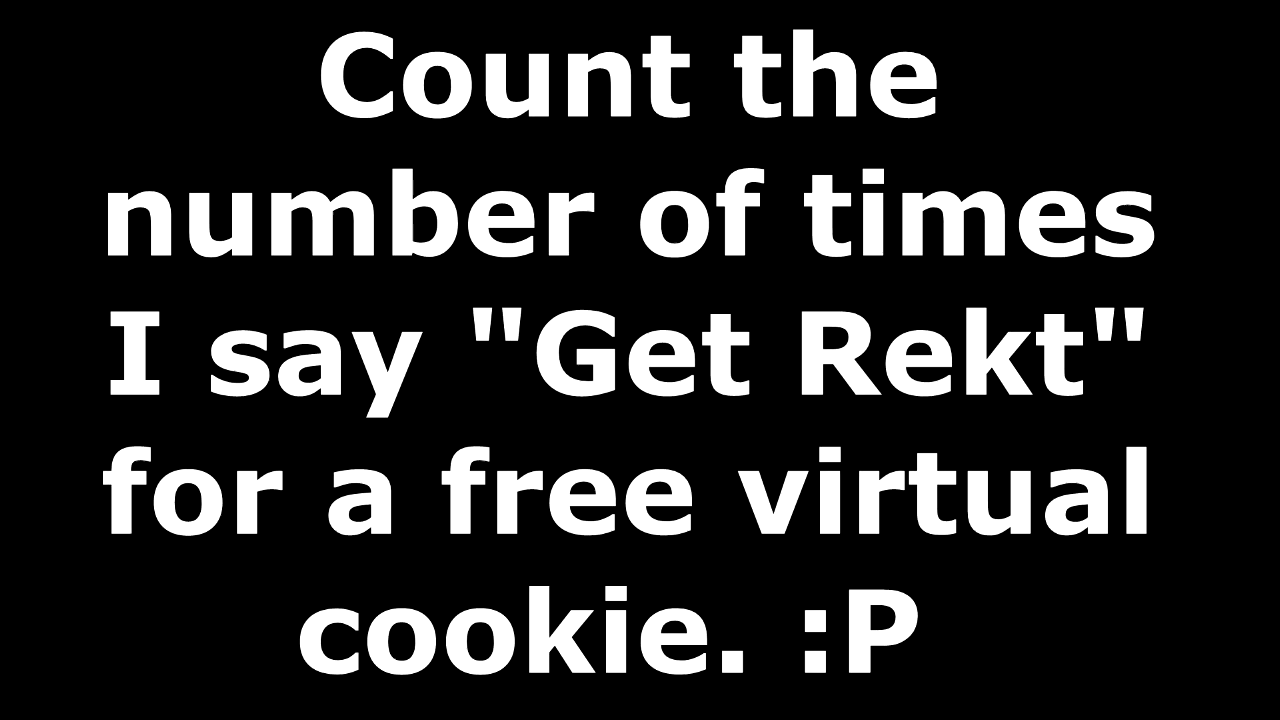 Count the
number of times
I say "Get Rekt"
for a free virtual
cookie. :P